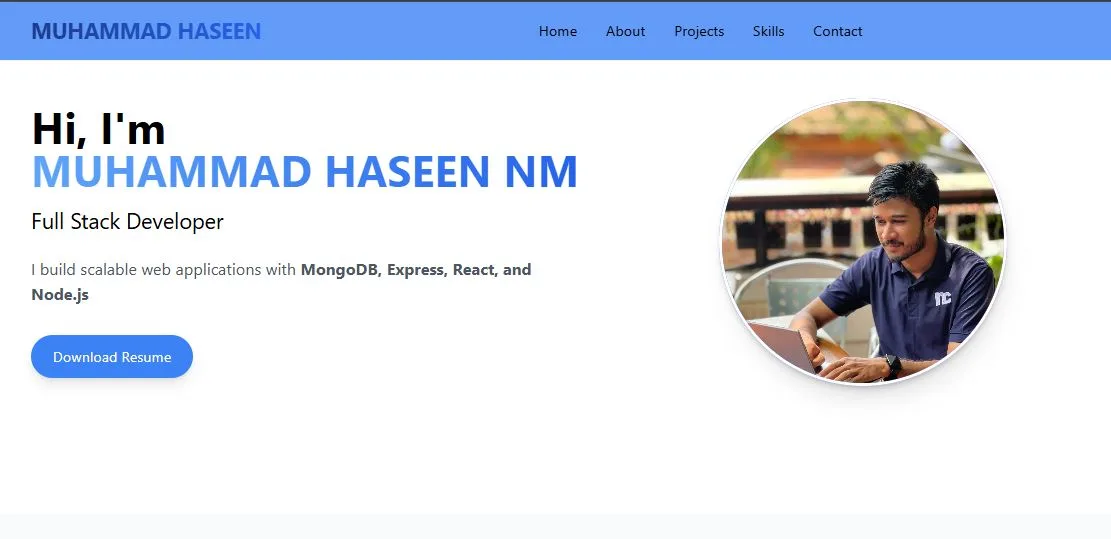 MUHAMMAD HASEEN
Home About Projects Skills Contact
Hi, I'm
MUHAMMAD HASEEN NM
Full Stack Developer
I build scalable web applications with MongoDB, Express, React, and
Node.js
Download Resume
nc